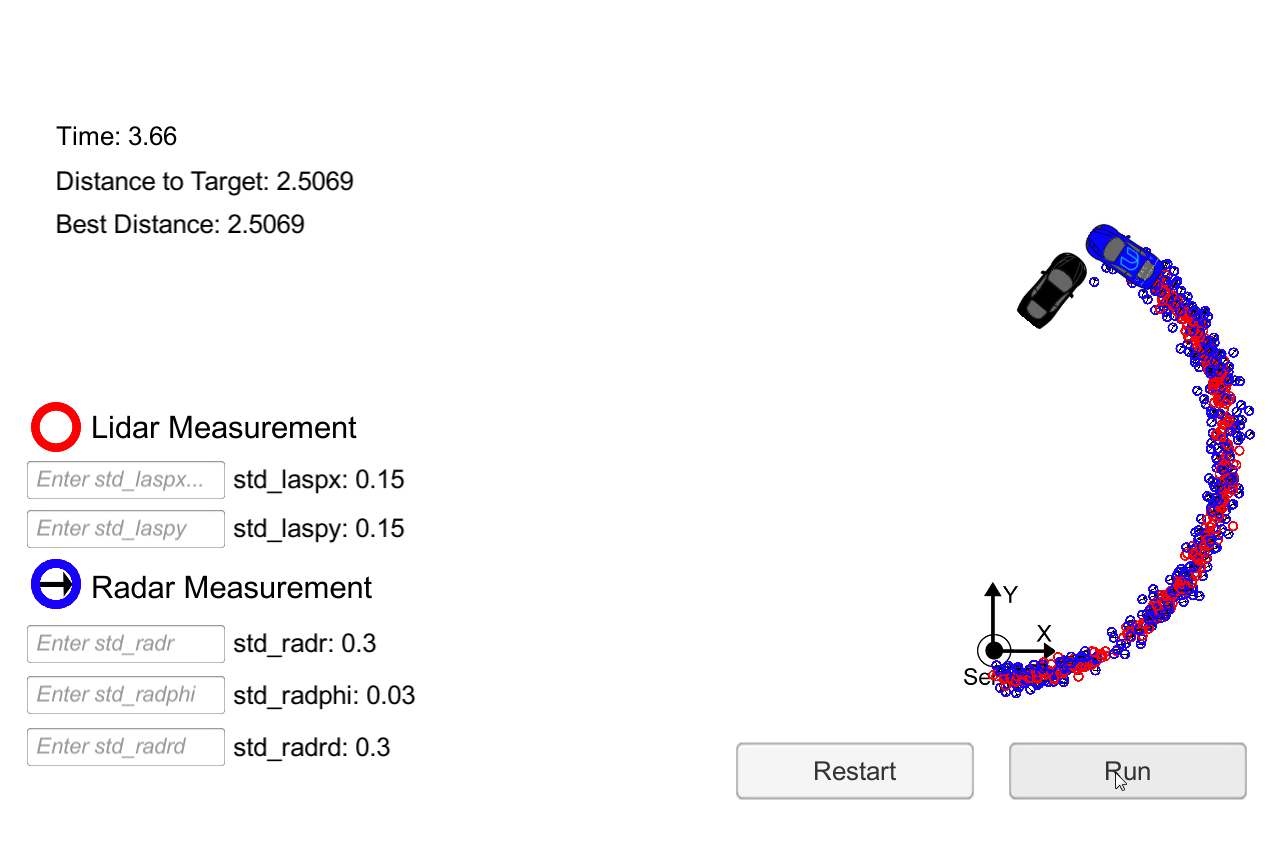 Time: 3.66
Distance to Target: 2.5069
Best Distance: 2.5069
Lidar Measurement
Enter std_laspx... std_laspx: 0.15
Enter std_laspy std_laspy: 0.15
Radar Measurement
Enter std_radr std_radr: 0.3
Enter std_radphi std_radphi: 0.03
Enter std_radrd std_radrd: 0.3
Y
X
Restart
Run